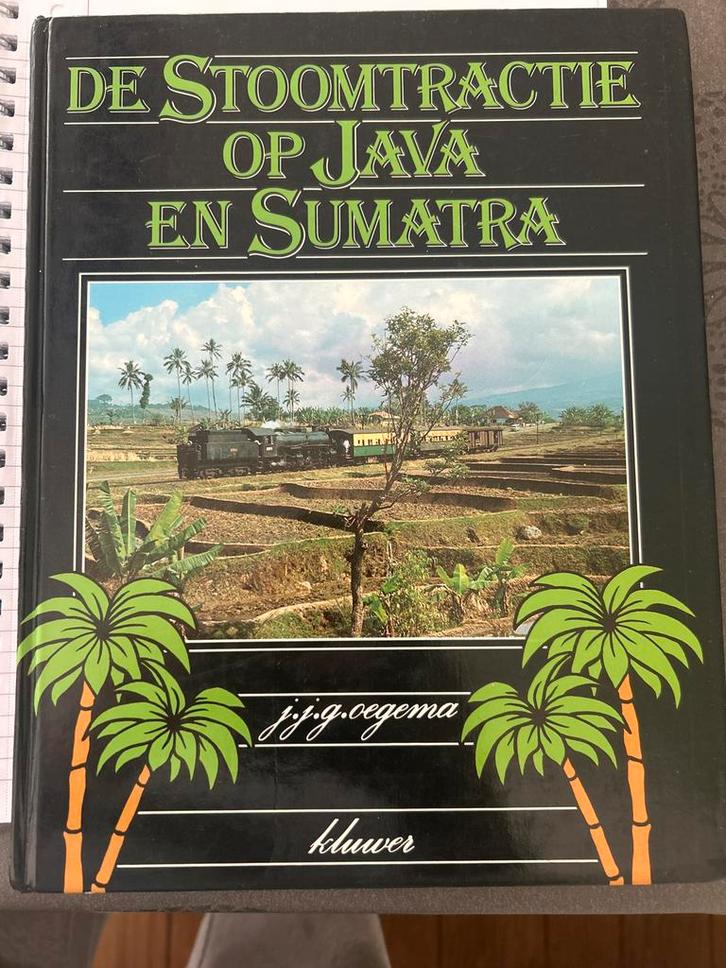 DE STOOMTRACTIE
OP JAVA
EN SUMATRA
j.j.g.oegema
kluwer